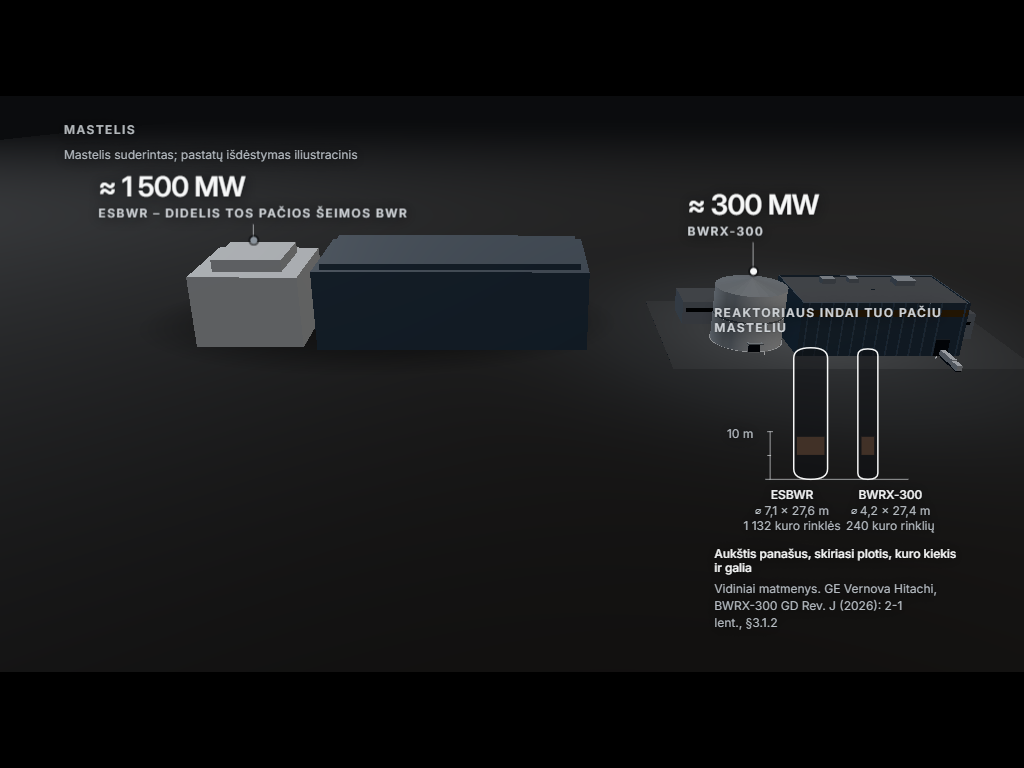 MASTELIS
Mastelis suderintas; pastatų išdėstymas iliustracinis
≈ 1 500 MW
ESBWR – DIDELIS TOS PAČIOS ŠEIMOS BWR
≈ 300 MW
BWRX-300
REAKTORIAUS INDAI TUO PAČIU
MASTELIU
10 m
ESBWR
⌀ 7,1 × 27,6 m
1 132 kuro rinklės
BWRX-300
⌀ 4,2 × 27,4 m
240 kuro rinklių
Aukštis panašus, skiriasi plotis, kuro kiekis
ir galia
Vidiniai matmenys. GE Vernova Hitachi,
BWRX-300 GD Rev. J (2026): 2-1
lent., §3.1.2